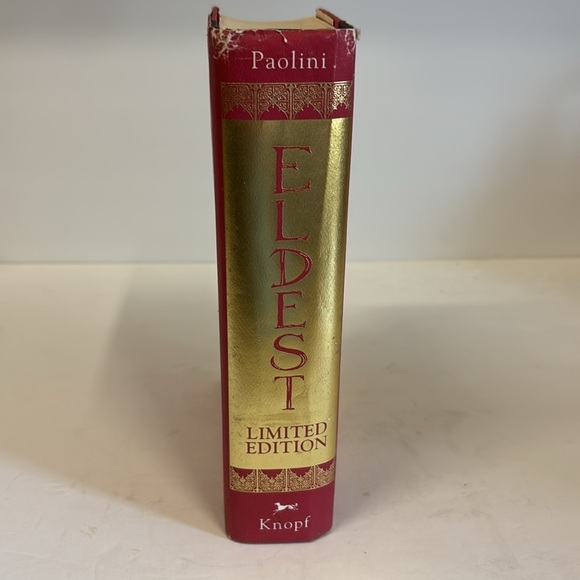 Paolini
ELDEST
LIMITED
EDITION
Knopf